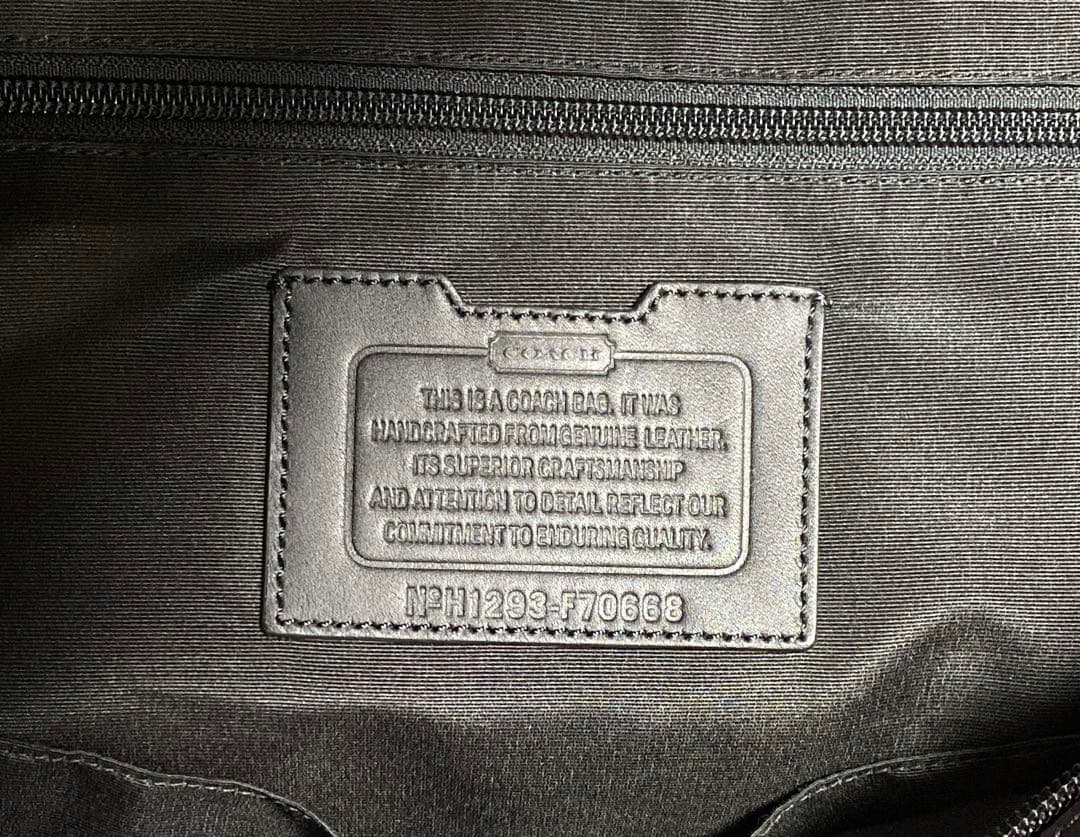 COACH
THIS IS A COACH BAG. IT WAS
HANDCRAFTED FROM GENUINE LEATHER.
ITS SUPERIOR CRAFTSMANSHIP
AND ATTENTION TO DETAIL REFLECT OUR
COMMITMENT TO ENDURING QUALITY.
NºH1293-F70668